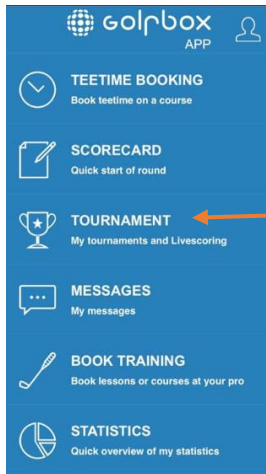 GOLFBOX
APP
TEETIME BOOKING
Book teetime on a course
SCORECARD
Quick start of round
TOURNAMENT
My tournaments and Livescoring
MESSAGES
My messages
BOOK TRAINING
Book lessons or courses at your pro
STATISTICS
Quick overview of my statistics